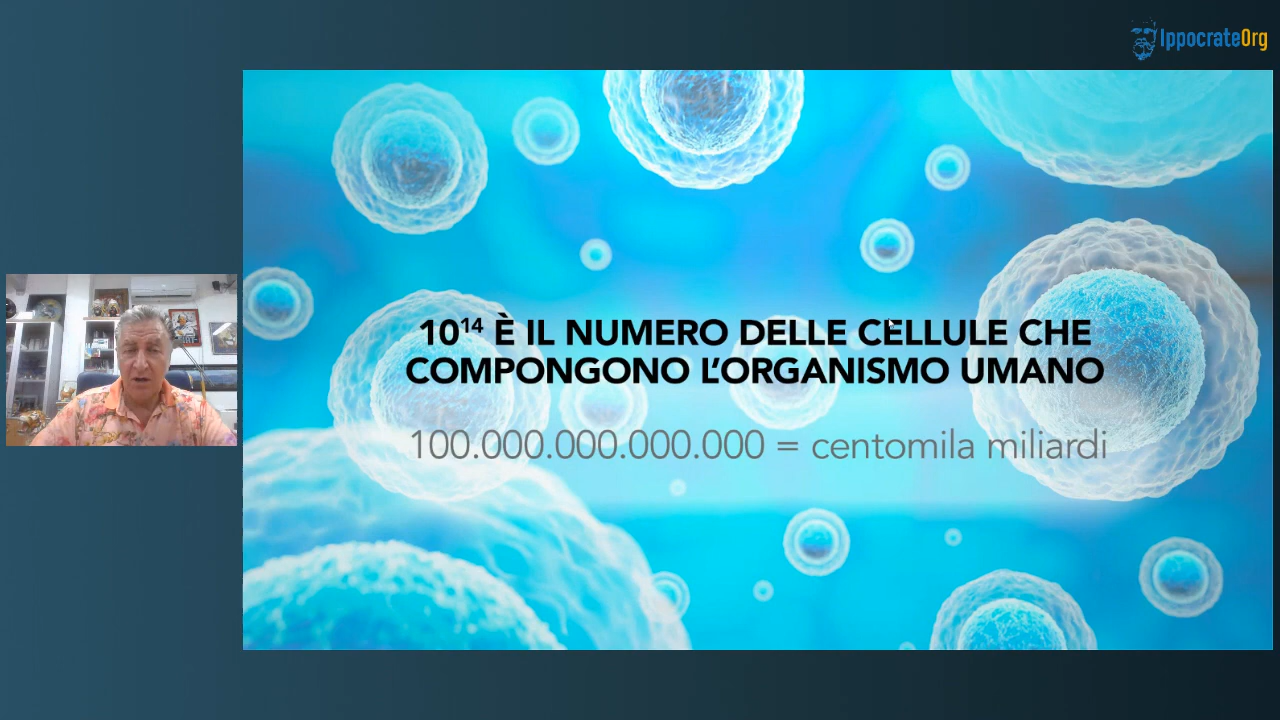 IppocrateOrg
10¹⁴ È IL NUMERO DELLE CELLULE CHE
COMPONGONO L'ORGANISMO UMANO
100.000.000.000.000 = centomila miliardi